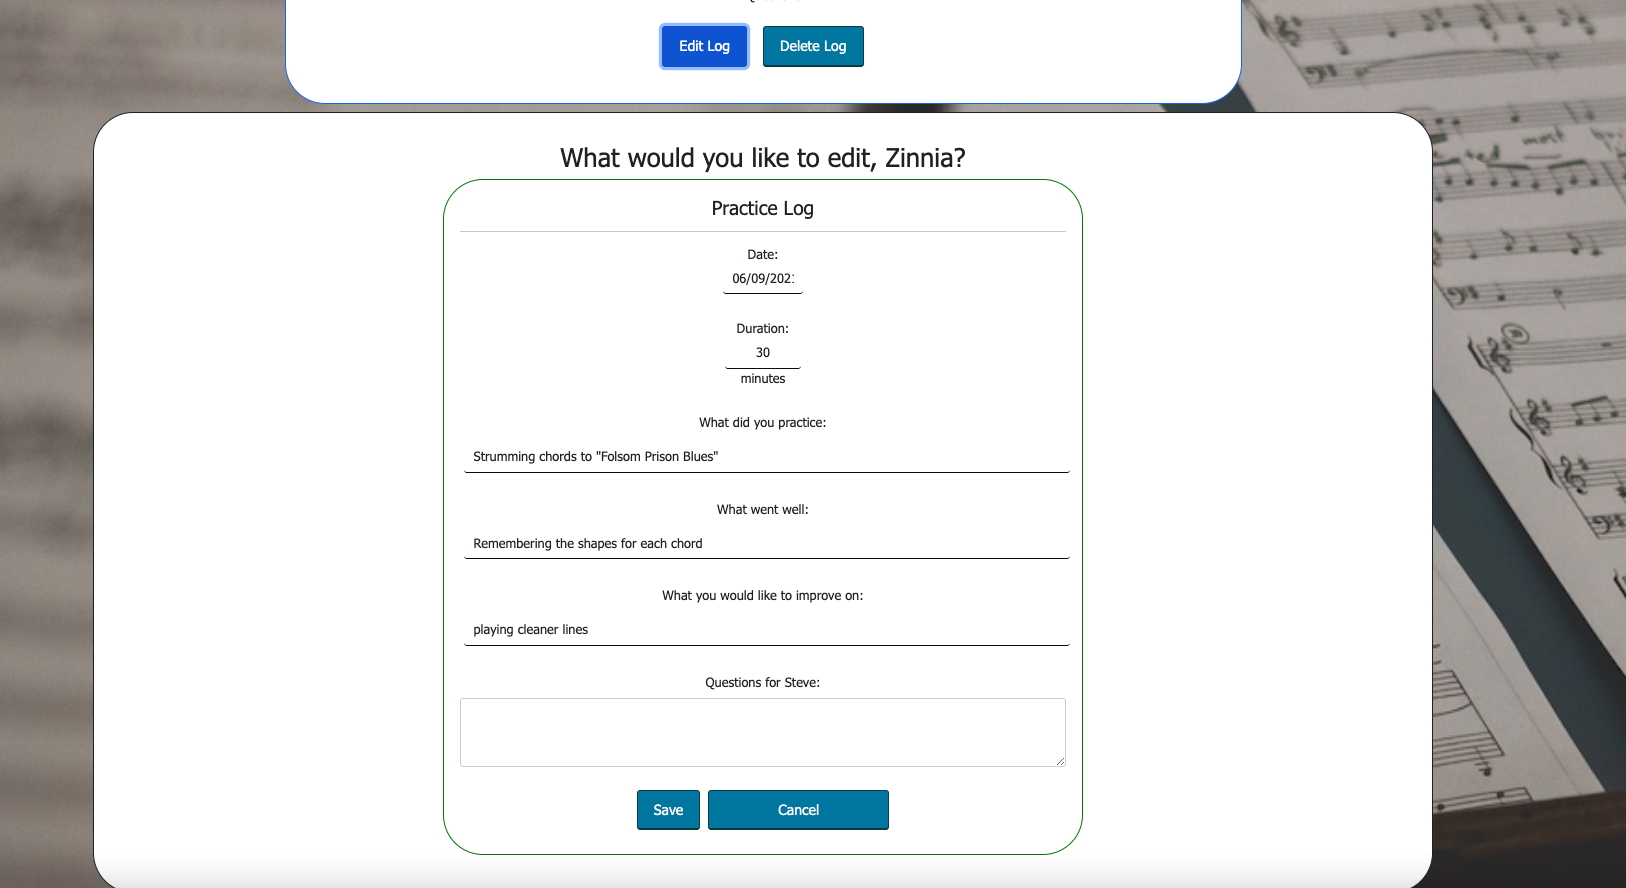 Edit Log
Delete Log
What would you like to edit, Zinnia?
Practice Log
Date:
06/09/202
Duration:
30
minutes
What did you practice:
Strumming chords to "Folsom Prison Blues"
What went well:
Remembering the shapes for each chord
What you would like to improve on:
playing cleaner lines
Questions for Steve:
Save
Cancel
most